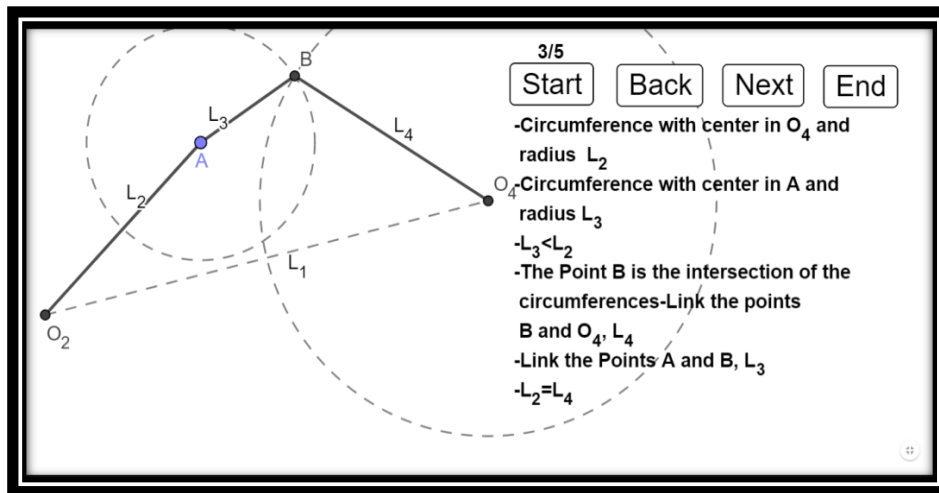 3/5
Start Back Next End
-Circumference with center in O₄ and
radius L₂
-Circumference with center in A and
radius L₃
-L₃<L₂
-The Point B is the intersection of the
circumferences-Link the points
B and O₄, L₄
-Link the Points A and B, L₃
-L₂=L₄
B
L₃
L₄
A
L₂
O₄
L₁
O₂